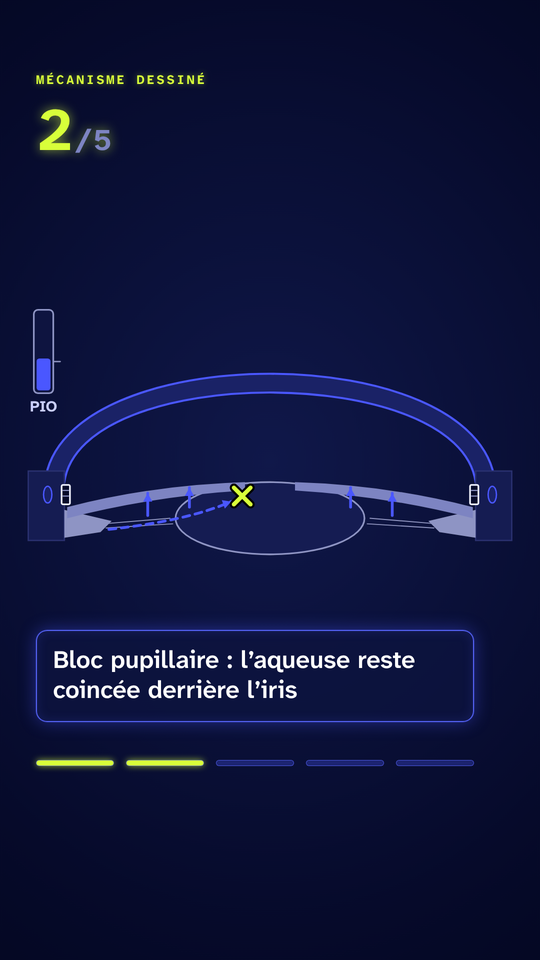 MÉCANISME DESSINÉ
2/5
PIO
Bloc pupillaire : l’aqueuse reste
coincée derrière l’iris